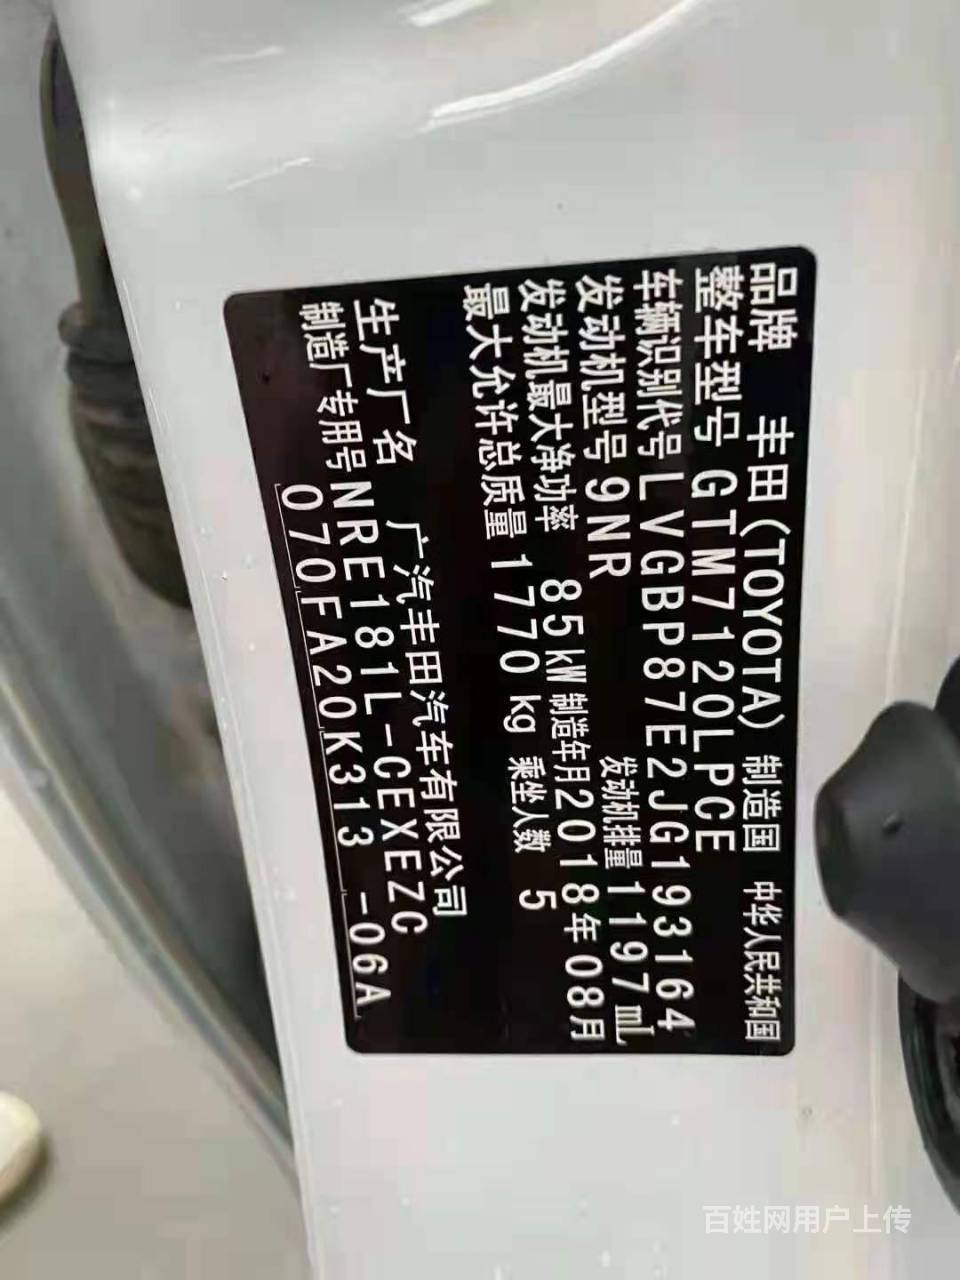 品牌 丰田(TOYOTA) 制造国 中华人民共和国
整车型号 GTM7120LPCE
车辆识别代号 LVGBP87E2JG193164
发动机型号 9NR 发动机排量 1197mL
发动机最大净功率 85kW 制造年月 2018年08月
最大允许总质量 1770kg 乘坐人数 5
生产厂名 广汽丰田汽车有限公司
制造厂专用号 NRE181L-CEXEZC
070FA20K313 -06A
百姓网用户上传